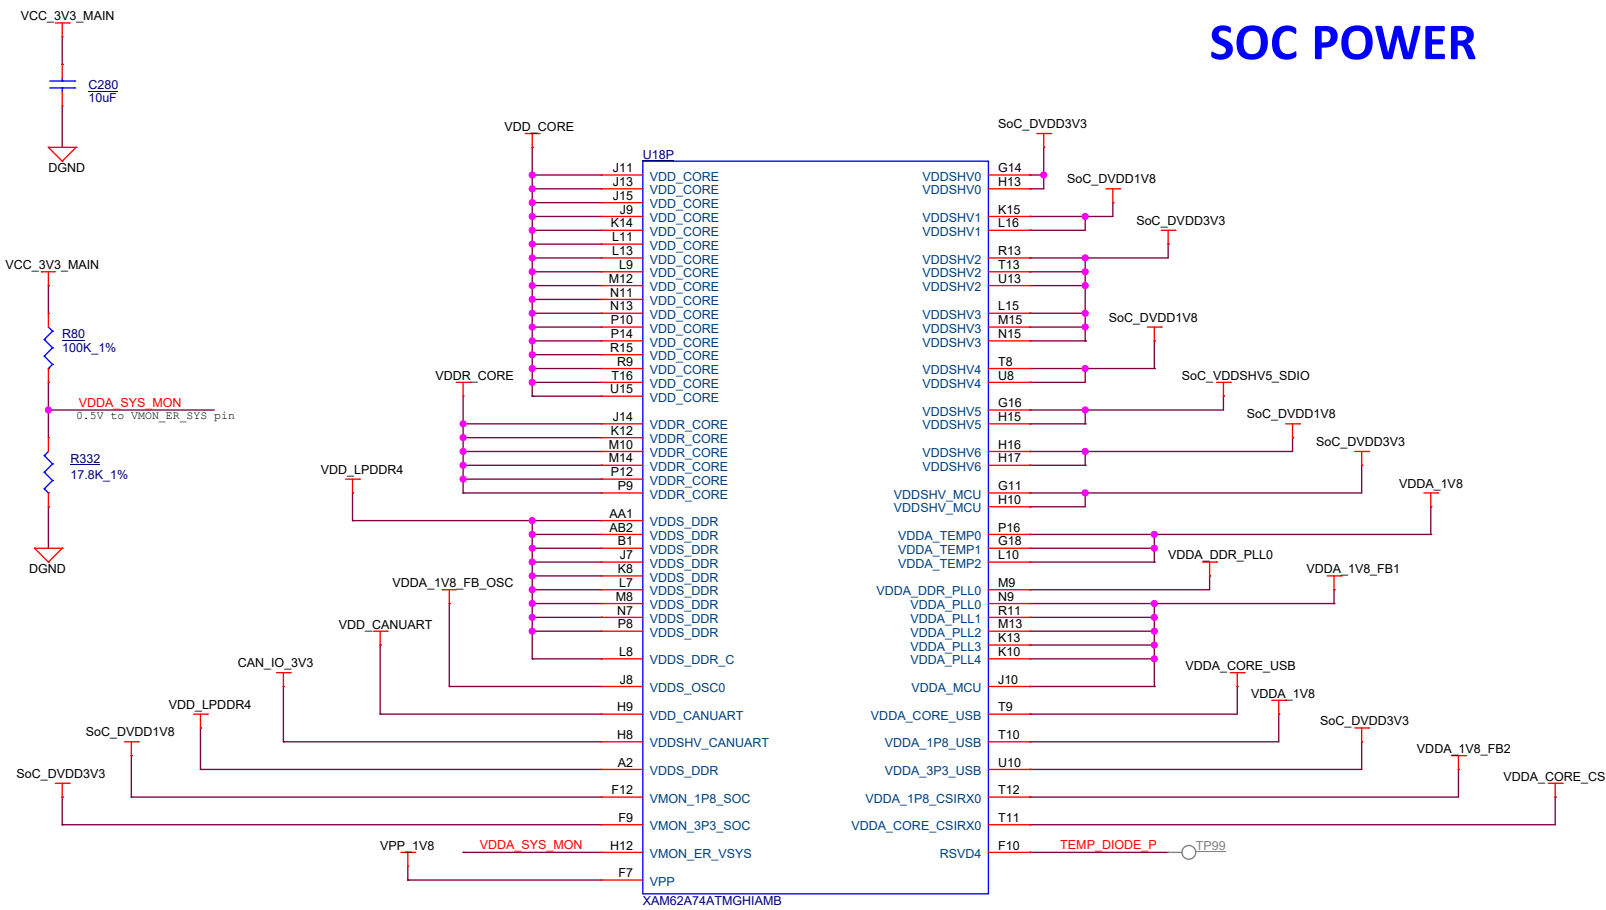 SOC POWER
VCC_3V3_MAIN
C280
10uF
DGND
VCC_3V3_MAIN
R80
100K_1%
VDDA_SYS_MON
0.5V to VMON_ER_SYS pin
R332
17.8K_1%
DGND
VDD_CORE
VDDR_CORE
VDD_LPDDR4
VDDA_1V8_FB_OSC
VDD_CANUART
CAN_IO_3V3
VDD_LPDDR4
SoC_DVDD1V8
SoC_DVDD3V3
VPP_1V8
VDDA_SYS_MON
U18P
J11 VDD_CORE
J13 VDD_CORE
J15 VDD_CORE
J9 VDD_CORE
K14 VDD_CORE
L11 VDD_CORE
L13 VDD_CORE
L9 VDD_CORE
M12 VDD_CORE
N11 VDD_CORE
N13 VDD_CORE
P10 VDD_CORE
P14 VDD_CORE
R15 VDD_CORE
R9 VDD_CORE
T16 VDD_CORE
U15 VDD_CORE
J14 VDDR_CORE
K12 VDDR_CORE
M10 VDDR_CORE
M14 VDDR_CORE
P12 VDDR_CORE
P9 VDDR_CORE
AA1 VDDS_DDR
AB2 VDDS_DDR
B1 VDDS_DDR
J7 VDDS_DDR
K8 VDDS_DDR
L7 VDDS_DDR
M8 VDDS_DDR
N7 VDDS_DDR
P8 VDDS_DDR
L8 VDDS_DDR_C
J8 VDDS_OSC0
H9 VDD_CANUART
H8 VDDSHV_CANUART
A2 VDDS_DDR
F12 VMON_1P8_SOC
F9 VMON_3P3_SOC
H12 VMON_ER_VSYS
F7 VPP
VDDSHV0 G14
VDDSHV0 H13
VDDSHV1 K15
VDDSHV1 L16
VDDSHV2 R13
VDDSHV2 T13
VDDSHV2 U13
VDDSHV3 L15
VDDSHV3 M15
VDDSHV3 N15
VDDSHV4 T8
VDDSHV4 U8
VDDSHV5 G16
VDDSHV5 H15
VDDSHV6 H16
VDDSHV6 H17
VDDSHV_MCU G11
VDDSHV_MCU H10
VDDA_TEMP0 P16
VDDA_TEMP1 G18
VDDA_TEMP2 L10
VDDA_DDR_PLL0 M9
VDDA_PLL0 N9
VDDA_PLL1 R11
VDDA_PLL2 M13
VDDA_PLL3 K13
VDDA_PLL4 K10
VDDA_MCU J10
VDDA_CORE_USB T9
VDDA_1P8_USB T10
VDDA_3P3_USB U10
VDDA_1P8_CSIRX0 T12
VDDA_CORE_CSIRX0 T11
RSVD4 F10
XAM62A74ATMGHIAMB
SoC_DVDD3V3
SoC_DVDD1V8
SoC_DVDD3V3
SoC_DVDD1V8
SoC_VDDSHV5_SDIO
SoC_DVDD1V8
SoC_DVDD3V3
VDDA_1V8
VDDA_DDR_PLL0
VDDA_1V8_FB1
VDDA_CORE_USB
VDDA_1V8
SoC_DVDD3V3
VDDA_1V8_FB2
VDDA_CORE_CS
TEMP_DIODE_P
TP99